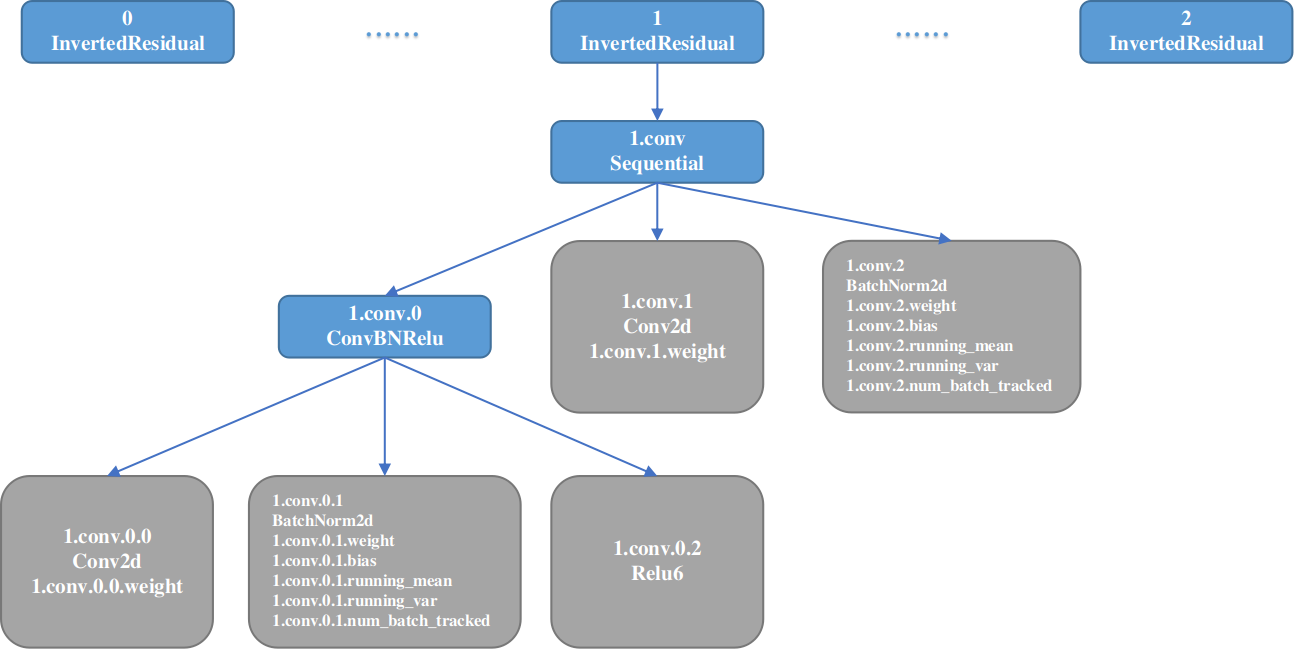 0
InvertedResidual
......
1
InvertedResidual
......
2
InvertedResidual
1.conv
Sequential
1.conv.0
ConvBNRelu
1.conv.1
Conv2d
1.conv.1.weight
1.conv.2
BatchNorm2d
1.conv.2.weight
1.conv.2.bias
1.conv.2.running_mean
1.conv.2.running_var
1.conv.2.num_batch_tracked
1.conv.0.0
Conv2d
1.conv.0.0.weight
1.conv.0.1
BatchNorm2d
1.conv.0.1.weight
1.conv.0.1.bias
1.conv.0.1.running_mean
1.conv.0.1.running_var
1.conv.0.1.num_batch_tracked
1.conv.0.2
Relu6